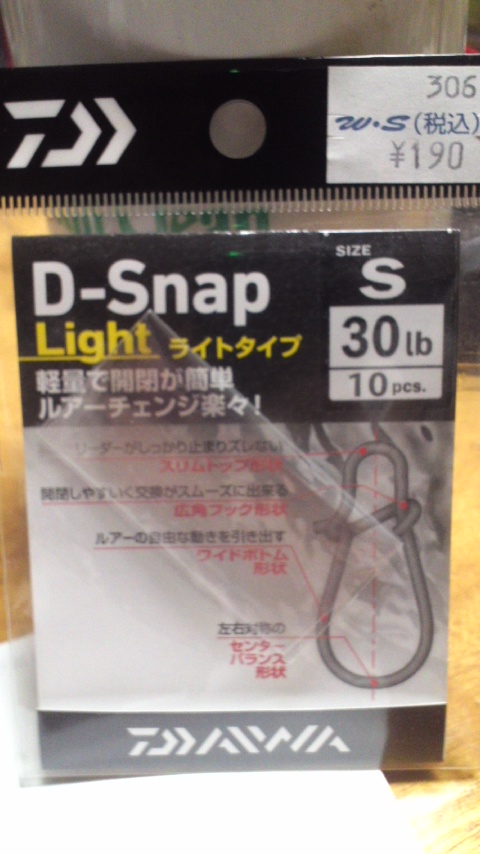 306
W・S(税込)
¥190
D-Snap
Light ライトタイプ
軽量で開閉が簡単
ルアーチェンジ楽々!
SIZE
S
30lb
10pcs.
リーダーがしっかり止まりズレない
スリムトップ形状
開閉しやすいく交換がスムーズに出来る
広角フック形状
ルアーの自由な動きを引き出す
ワイドボトム
形状
左右対称の
センター
バランス
形状
DAIWA